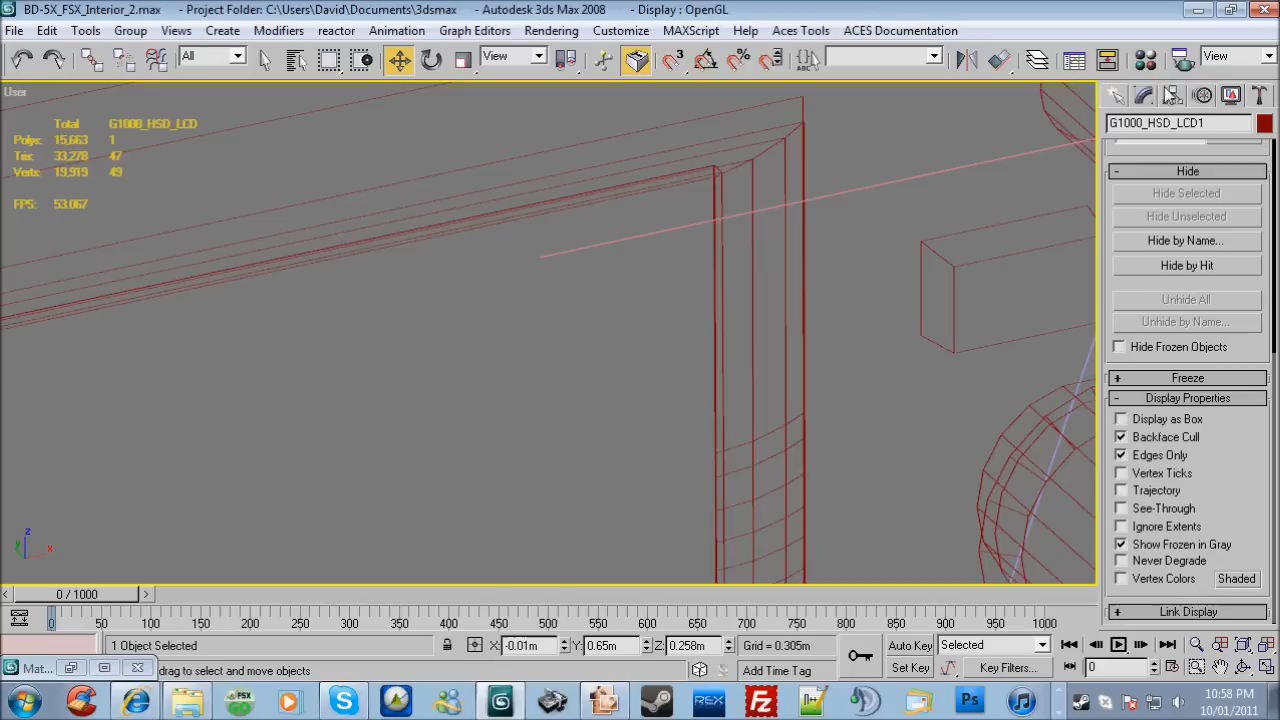 BD-5X_FSX_Interior_2.max - Project Folder: C:\Users\David\Documents\3dsmax - Autodesk 3ds Max 2008 - Display : OpenGL
File Edit Tools Group Views Create Modifiers reactor Animation Graph Editors Rendering Customize MAXScript Help Aces Tools ACES Documentation
All View View
User
G1000_HSD_LCD1
Total G1000_HSD_LCD
Polys: 15,663 1
Tris: 33,278 47
Verts: 19,919 49
FPS: 53.067
- Hide
Hide Selected
Hide Unselected
Hide by Name...
Hide by Hit
Unhide All
Unhide by Name...
Hide Frozen Objects
+ Freeze
- Display Properties
Display as Box
Backface Cull
Edges Only
Vertex Ticks
Trajectory
See-Through
Ignore Extents
Show Frozen in Gray
Never Degrade
Vertex Colors Shaded
+ Link Display
z
y x
< 0 / 1000 >
0 50 100 150 200 250 300 350 400 450 500 550 600 650 700 750 800 850 900 950 1000
1 Object Selected X: -0.01m Y: 0.65m Z: 0.258m Grid = 0.305m Auto Key Selected
Mat... drag to select and move objects Add Time Tag Set Key Key Filters... 0
FSX REX Fz Ps
10:58 PM
10/01/2011